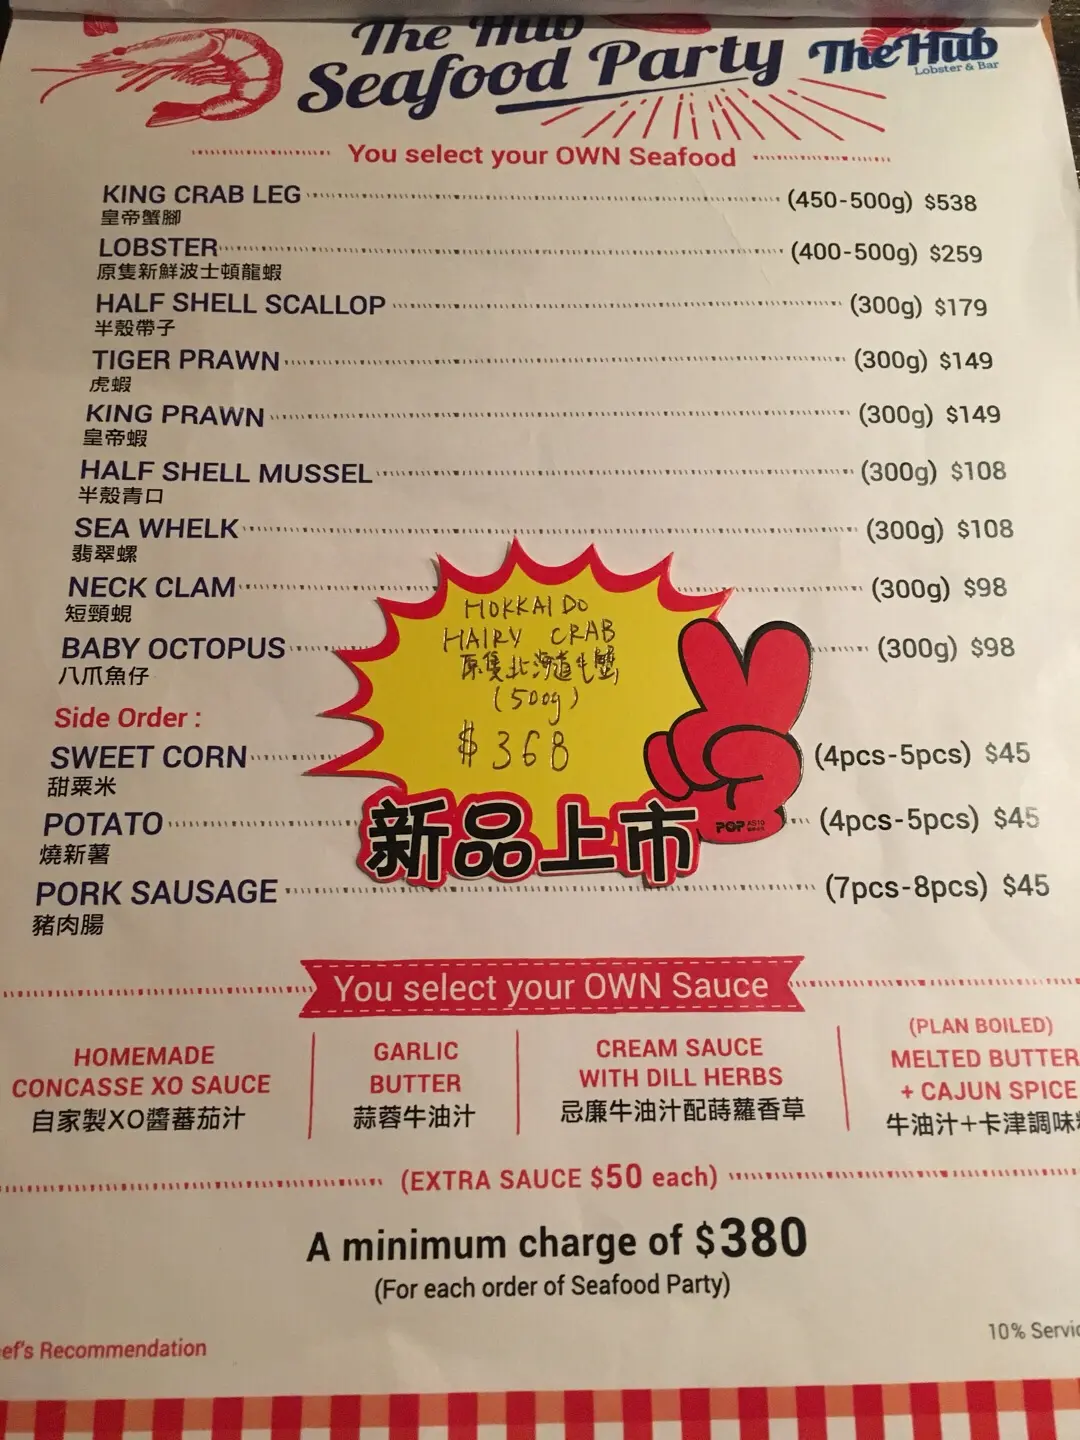 The Hub
Seafood Party
The Hub
Lobster & Bar
You select your OWN Seafood
KING CRAB LEG (450-500g) $538
皇帝蟹腳
LOBSTER (400-500g) $259
原隻新鮮波士頓龍蝦
HALF SHELL SCALLOP (300g) $179
半殼帶子
TIGER PRAWN (300g) $149
虎蝦
KING PRAWN (300g) $149
皇帝蝦
HALF SHELL MUSSEL (300g) $108
半殼青口
SEA WHELK (300g) $108
翡翠螺
NECK CLAM (300g) $98
短頸蜆
BABY OCTOPUS (300g) $98
八爪魚仔
HOKKAIDO
HAIRY CRAB
原隻北海道毛蟹
(500g)
$368
新品上市
POP
Side Order :
SWEET CORN (4pcs-5pcs) $45
甜粟米
POTATO (4pcs-5pcs) $45
燒新薯
PORK SAUSAGE (7pcs-8pcs) $45
豬肉腸
You select your OWN Sauce
HOMEMADE
CONCASSE XO SAUCE
自家製XO醬蕃茄汁
GARLIC
BUTTER
蒜蓉牛油汁
CREAM SAUCE
WITH DILL HERBS
忌廉牛油汁配蒔蘿香草
(PLAN BOILED)
MELTED BUTTER
+ CAJUN SPICE
牛油汁+卡津調味
(EXTRA SAUCE $50 each)
A minimum charge of $380
(For each order of Seafood Party)
ef's Recommendation
10% Servic